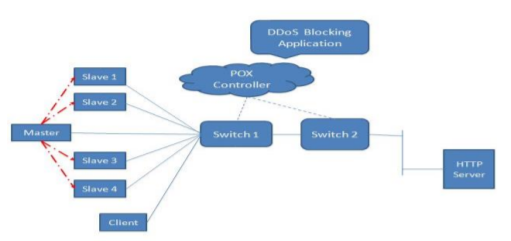 DDoS Blocking
Application
POX
Controller
Slave 1
Slave 2
Master
Switch 1
Switch 2
Slave 3
HTTP
Server
Slave 4
Client